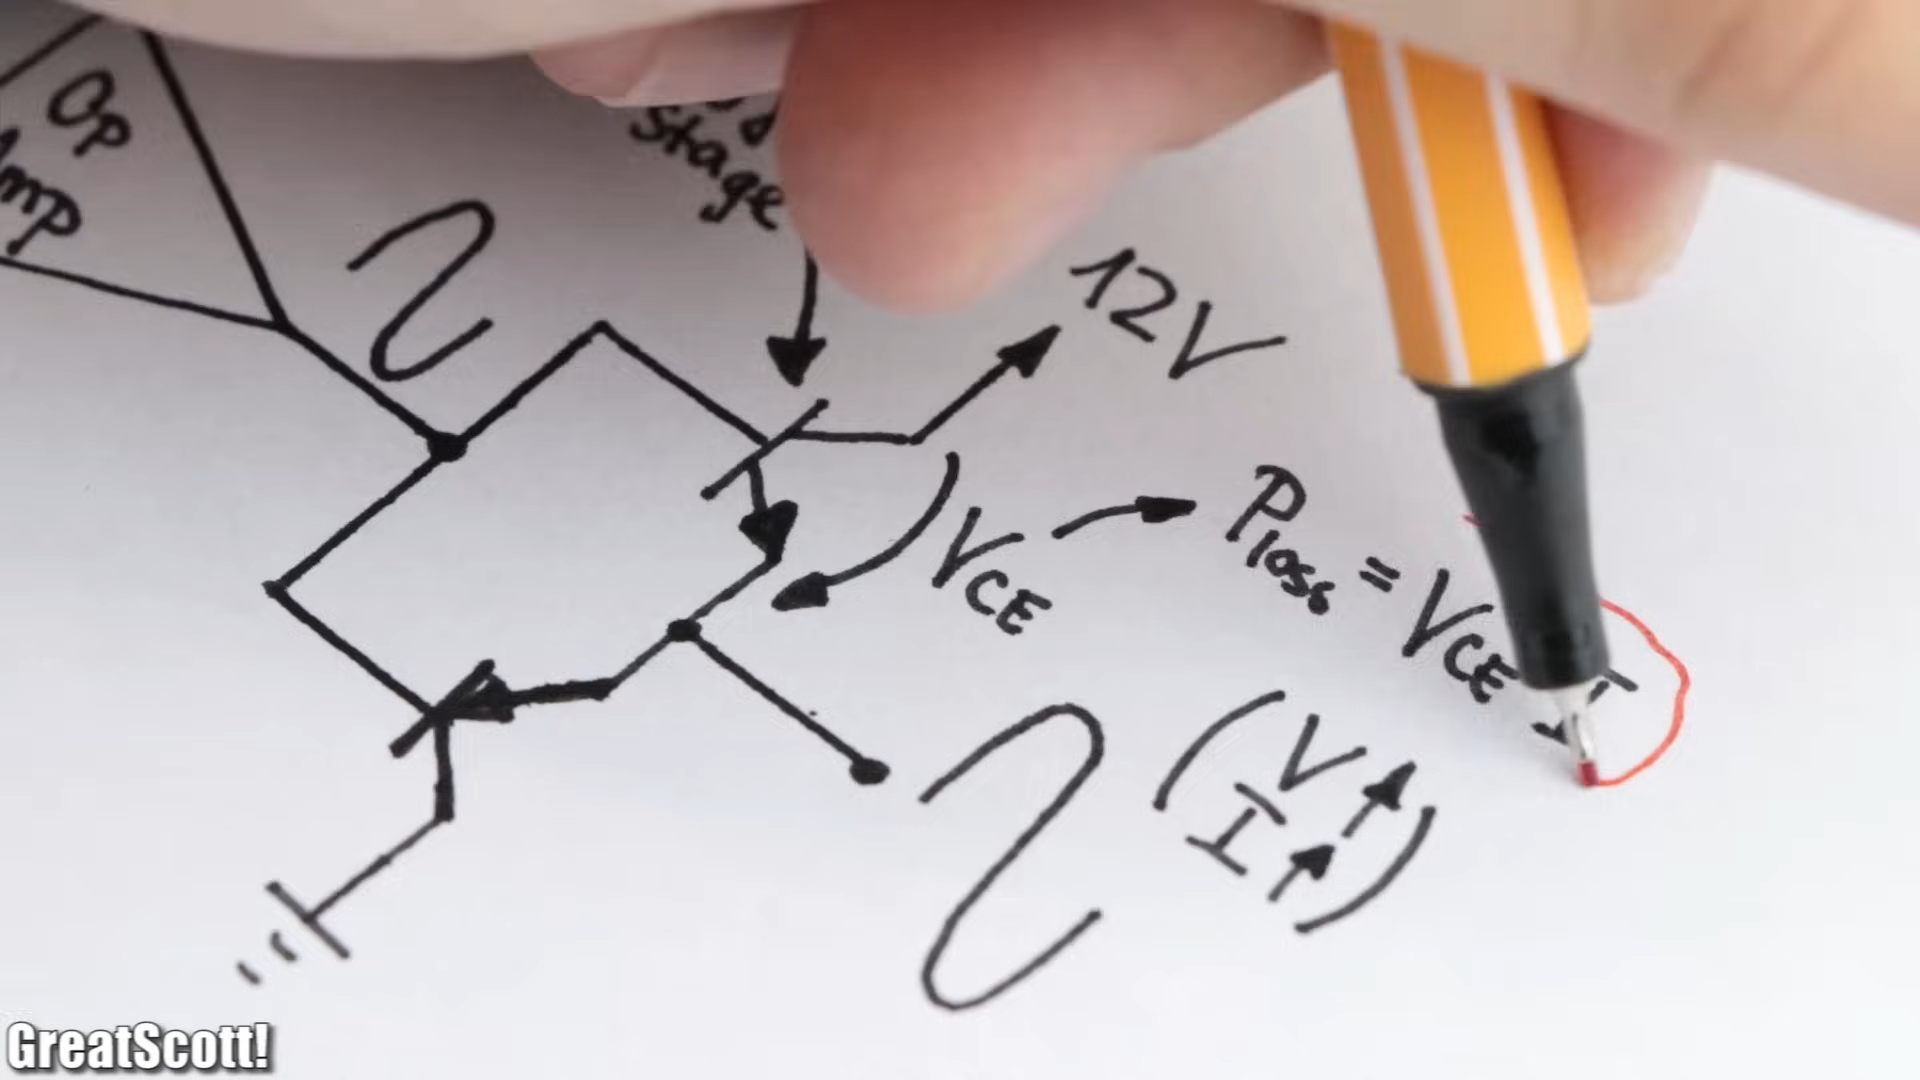 Op
Amp
Stage
12V
VCE
Ploss = VCE I
(V↑
I↑)
GreatScott!